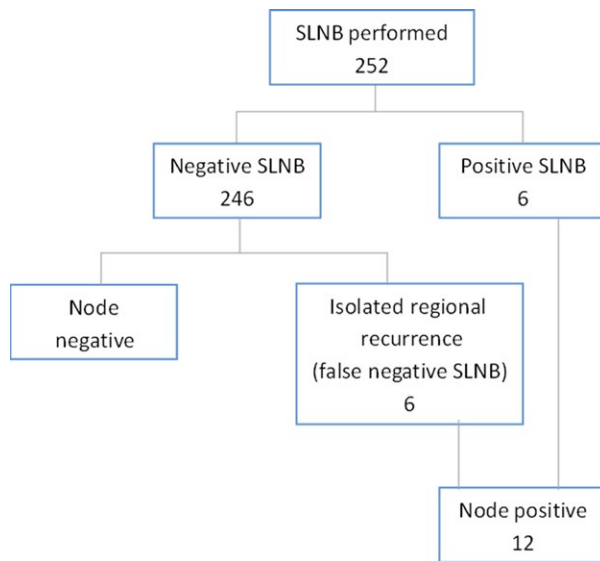 SLNB performed
252
Negative SLNB
246
Positive SLNB
6
Node
negative
Isolated regional
recurrence
(false negative SLNB)
6
Node positive
12